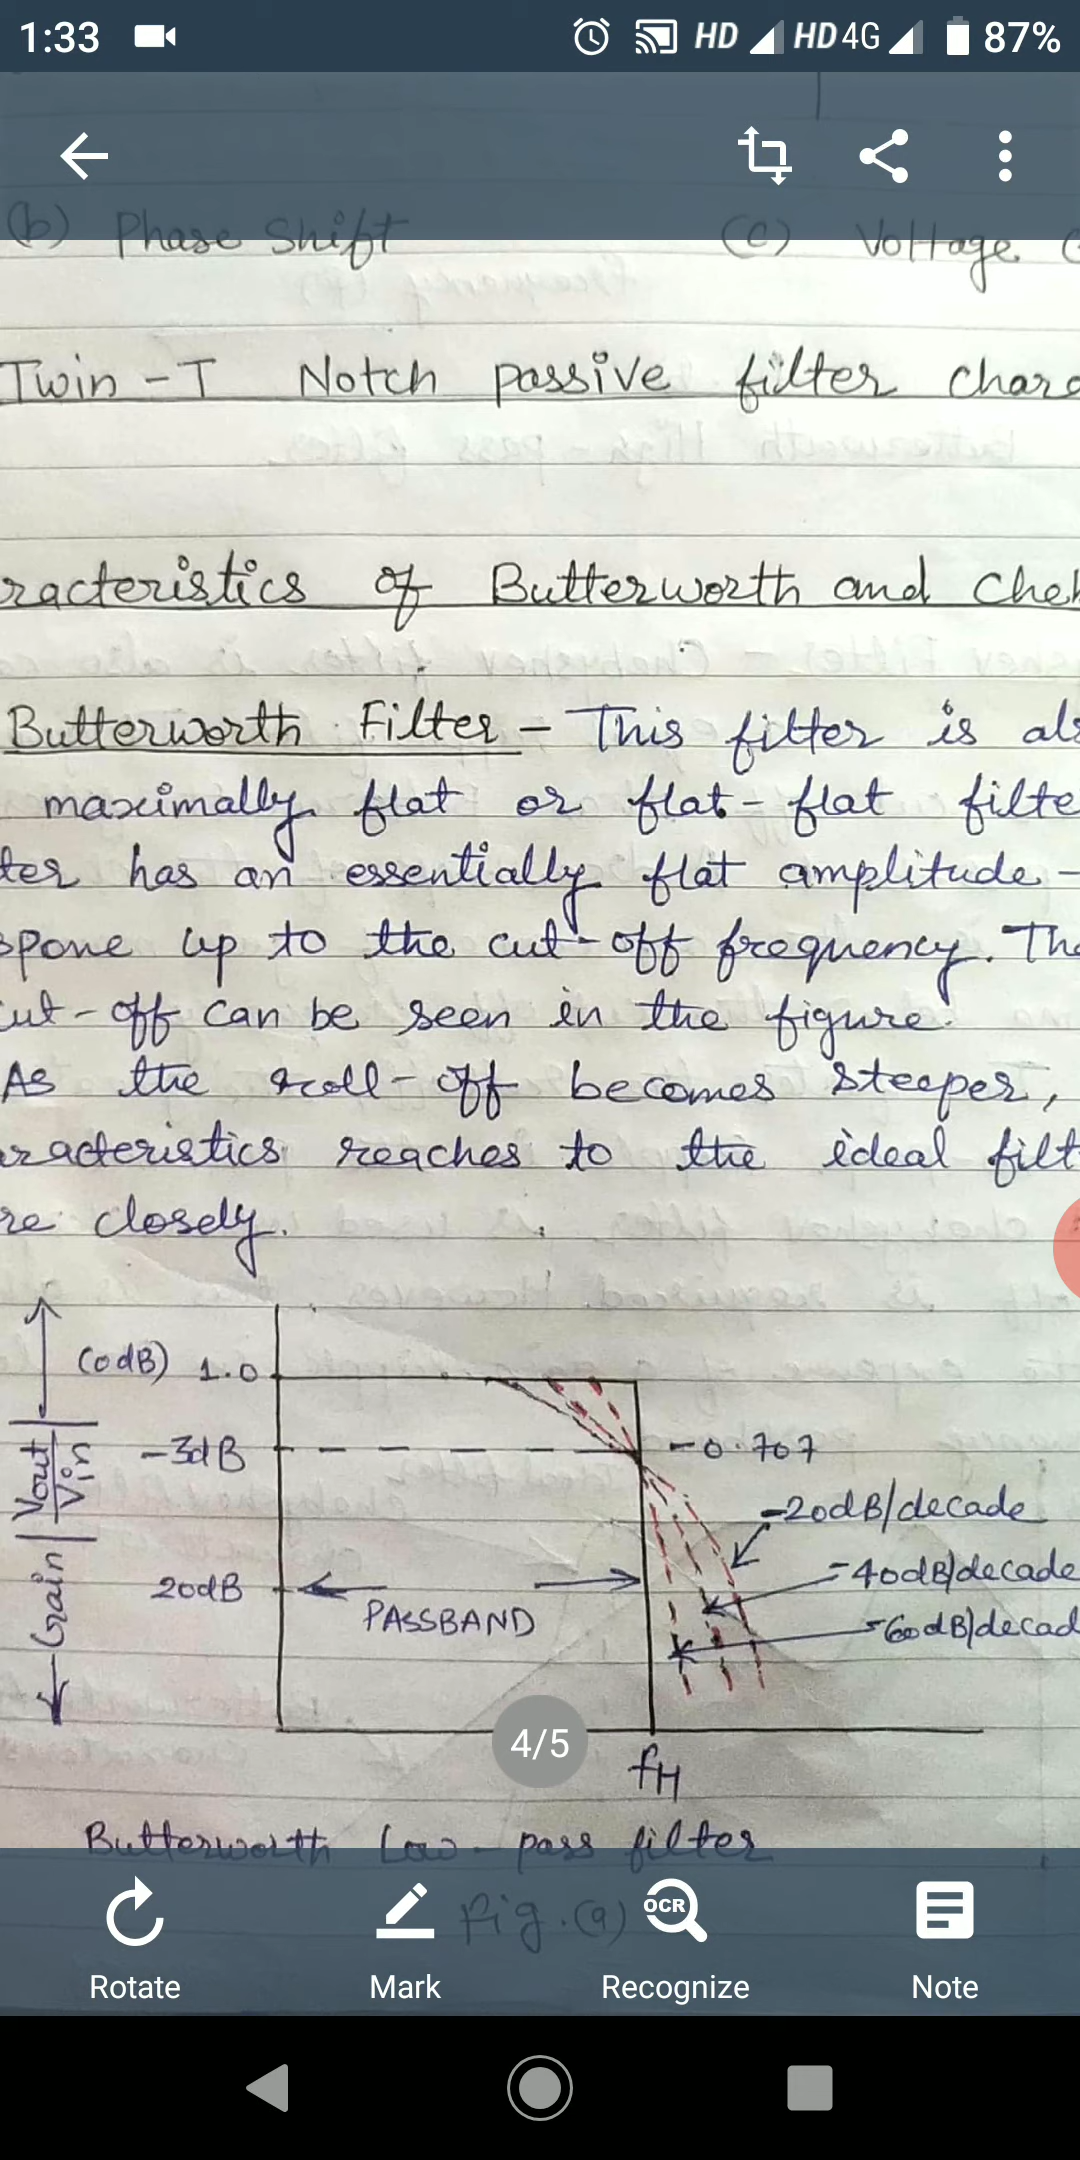 1:33
HD
HD 4G
87%
(b) Phase Shift (c) Voltage
Twin-T Notch passive filter charc
racteristics of Butterworth and Cheb
Butterworth Filter - This filter is als
maximally flat or flat-flat filte
ter has an essentially flat amplitude -
spone up to the cut-off frequency. The
cut-off can be seen in the figure.
As the roll-off becomes steeper,
aracteristics reaches to the ideal filt
re closely.
(0dB) 1.0
-3dB
-0.707
-20dB/decade
-40dB/decade
20dB
PASSBAND
-60dB/decad
Gain |Vout/Vin|
4/5
fH
Butterworth Low-pass filter
Fig.(a)
OCR
Rotate
Mark
Recognize
Note